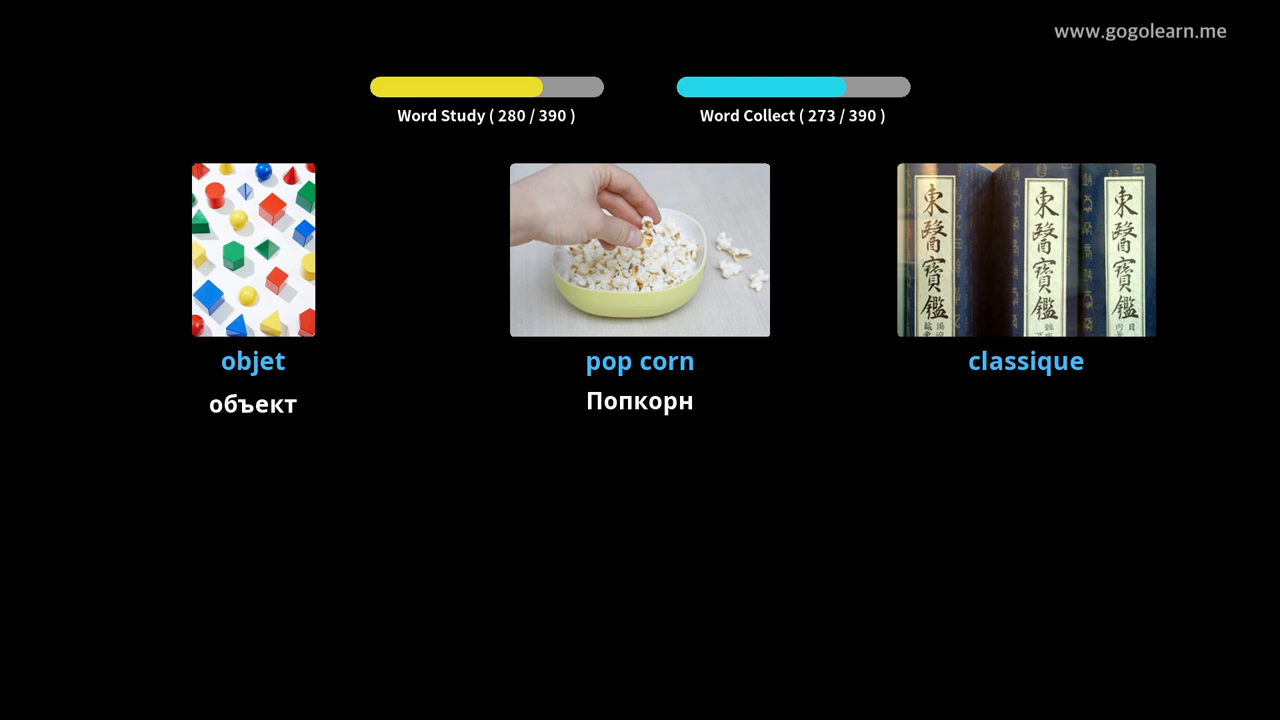 www.gogolearn.me
Word Study ( 280 / 390 )
Word Collect ( 273 / 390 )
東醫寶鑑
東醫寶鑑
東醫寶鑑
objet
pop corn
classique
объект
Попкорн